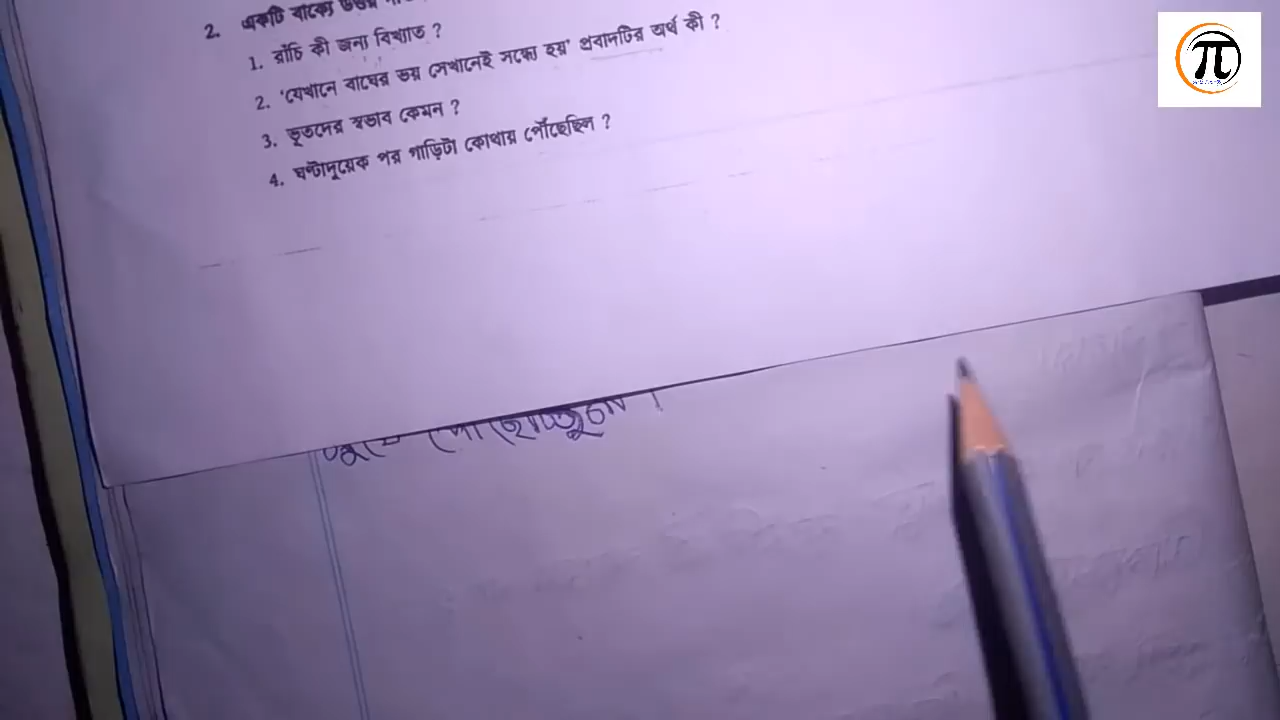 2. একটি বাক্যে উত্তর
1. রাঁচি কী জন্য বিখ্যাত ?
2. 'যেখানে বাঘের ভয় সেখানেই সন্ধ্যে হয়' প্রবাদটির অর্থ কী ?
3. ভূতদের স্বভাব কেমন ?
4. ঘণ্টাদুয়েক পর গাড়িটা কোথায় পৌঁছেছিল ?
π